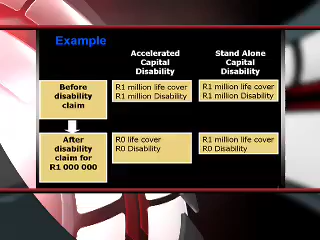 Example
Accelerated
Capital
Disability
Stand Alone
Capital
Disability
Before
disability
claim
R1 million life cover
R1 million Disability
R1 million life cover
R1 million Disability
After
disability
claim for
R1 000 000
R0 life cover
R0 Disability
R1 million life cover
R0 Disability